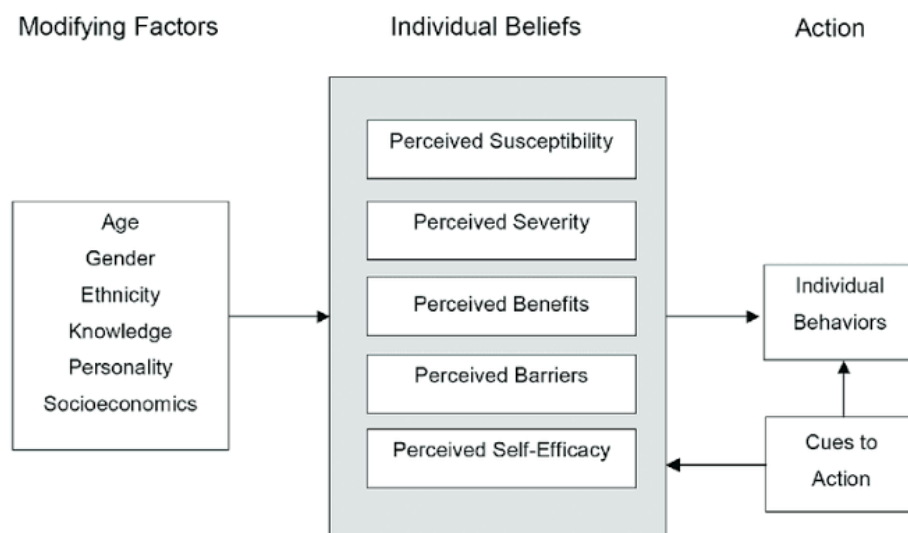 Modifying Factors
Individual Beliefs
Action
Age
Gender
Ethnicity
Knowledge
Personality
Socioeconomics
Perceived Susceptibility
Perceived Severity
Perceived Benefits
Perceived Barriers
Perceived Self-Efficacy
Individual
Behaviors
Cues to
Action